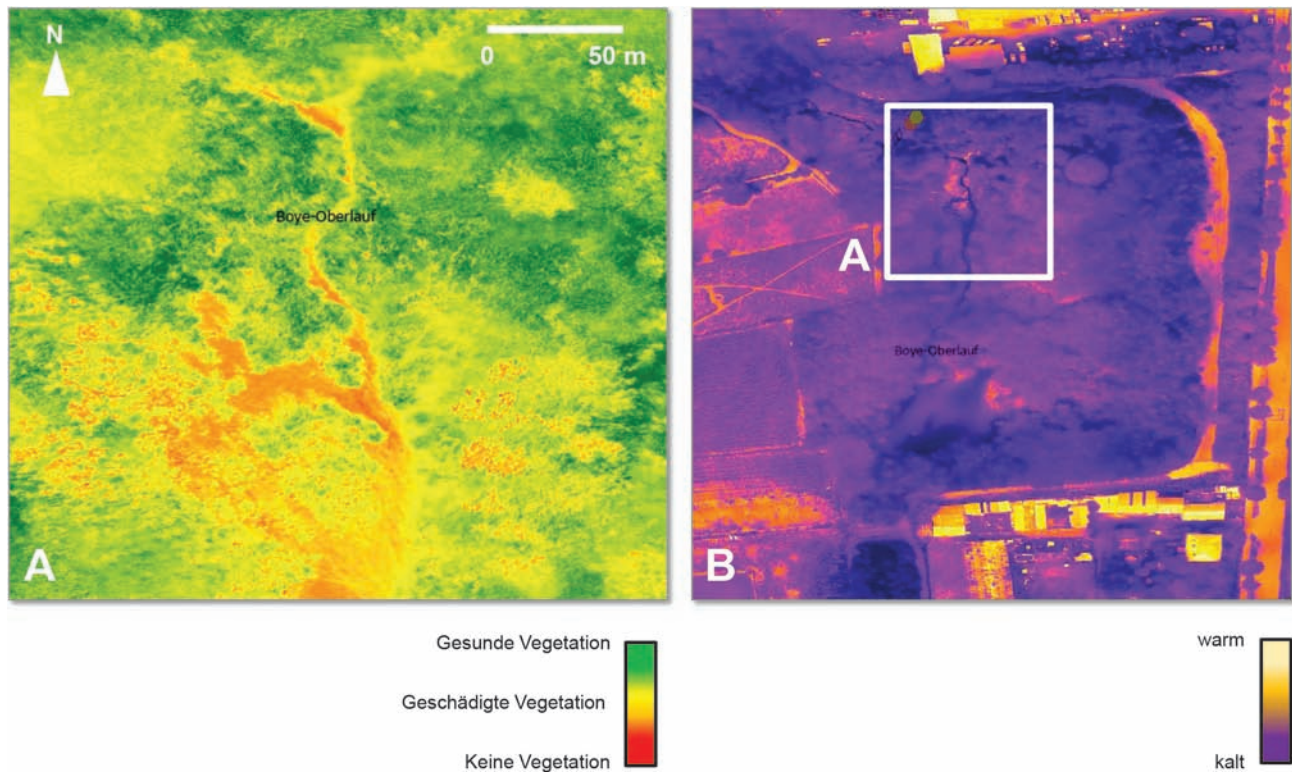 N
0 50 m
Boye-Oberlauf
A
A
Boye-Oberlauf
B
Gesunde Vegetation
Geschädigte Vegetation
Keine Vegetation
warm
kalt